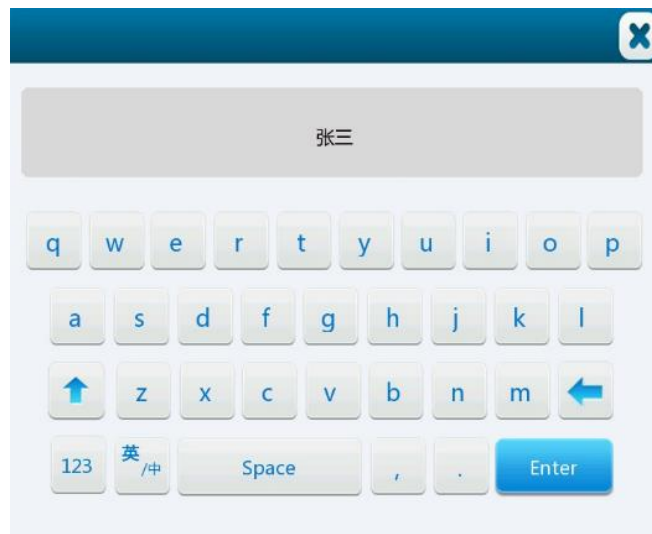 张三
q w e r t y u i o p
a s d f g h j k l
z x c v b n m
123 英/中 Space , . Enter